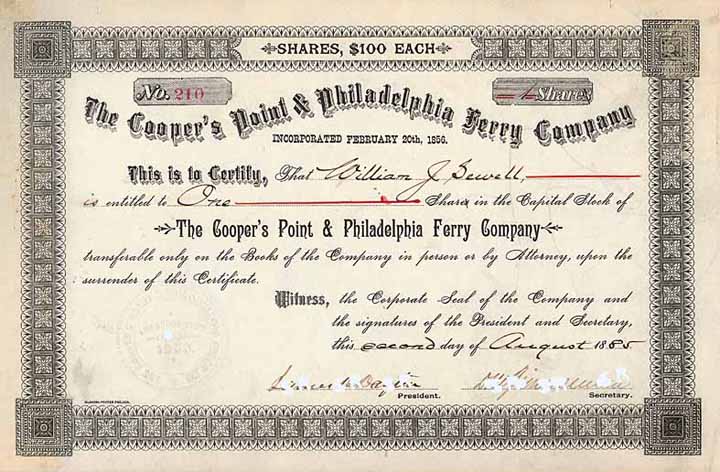 SHARES, $100 EACH
No. 210
1 Shares
The Cooper's Point & Philadelphia Ferry Company
INCORPORATED FEBRUARY 20th, 1856.
This is to Certify, That William J Sewell,
is entitled to One Shares in the Capital Stock of
The Cooper's Point & Philadelphia Ferry Company
transferable only on the Books of the Company in person or by Attorney, upon the
surrender of this Certificate.
Witness, the Corporate Seal of the Company and
the signatures of the President and Secretary,
this second day of August 1885
President.
Secretary.